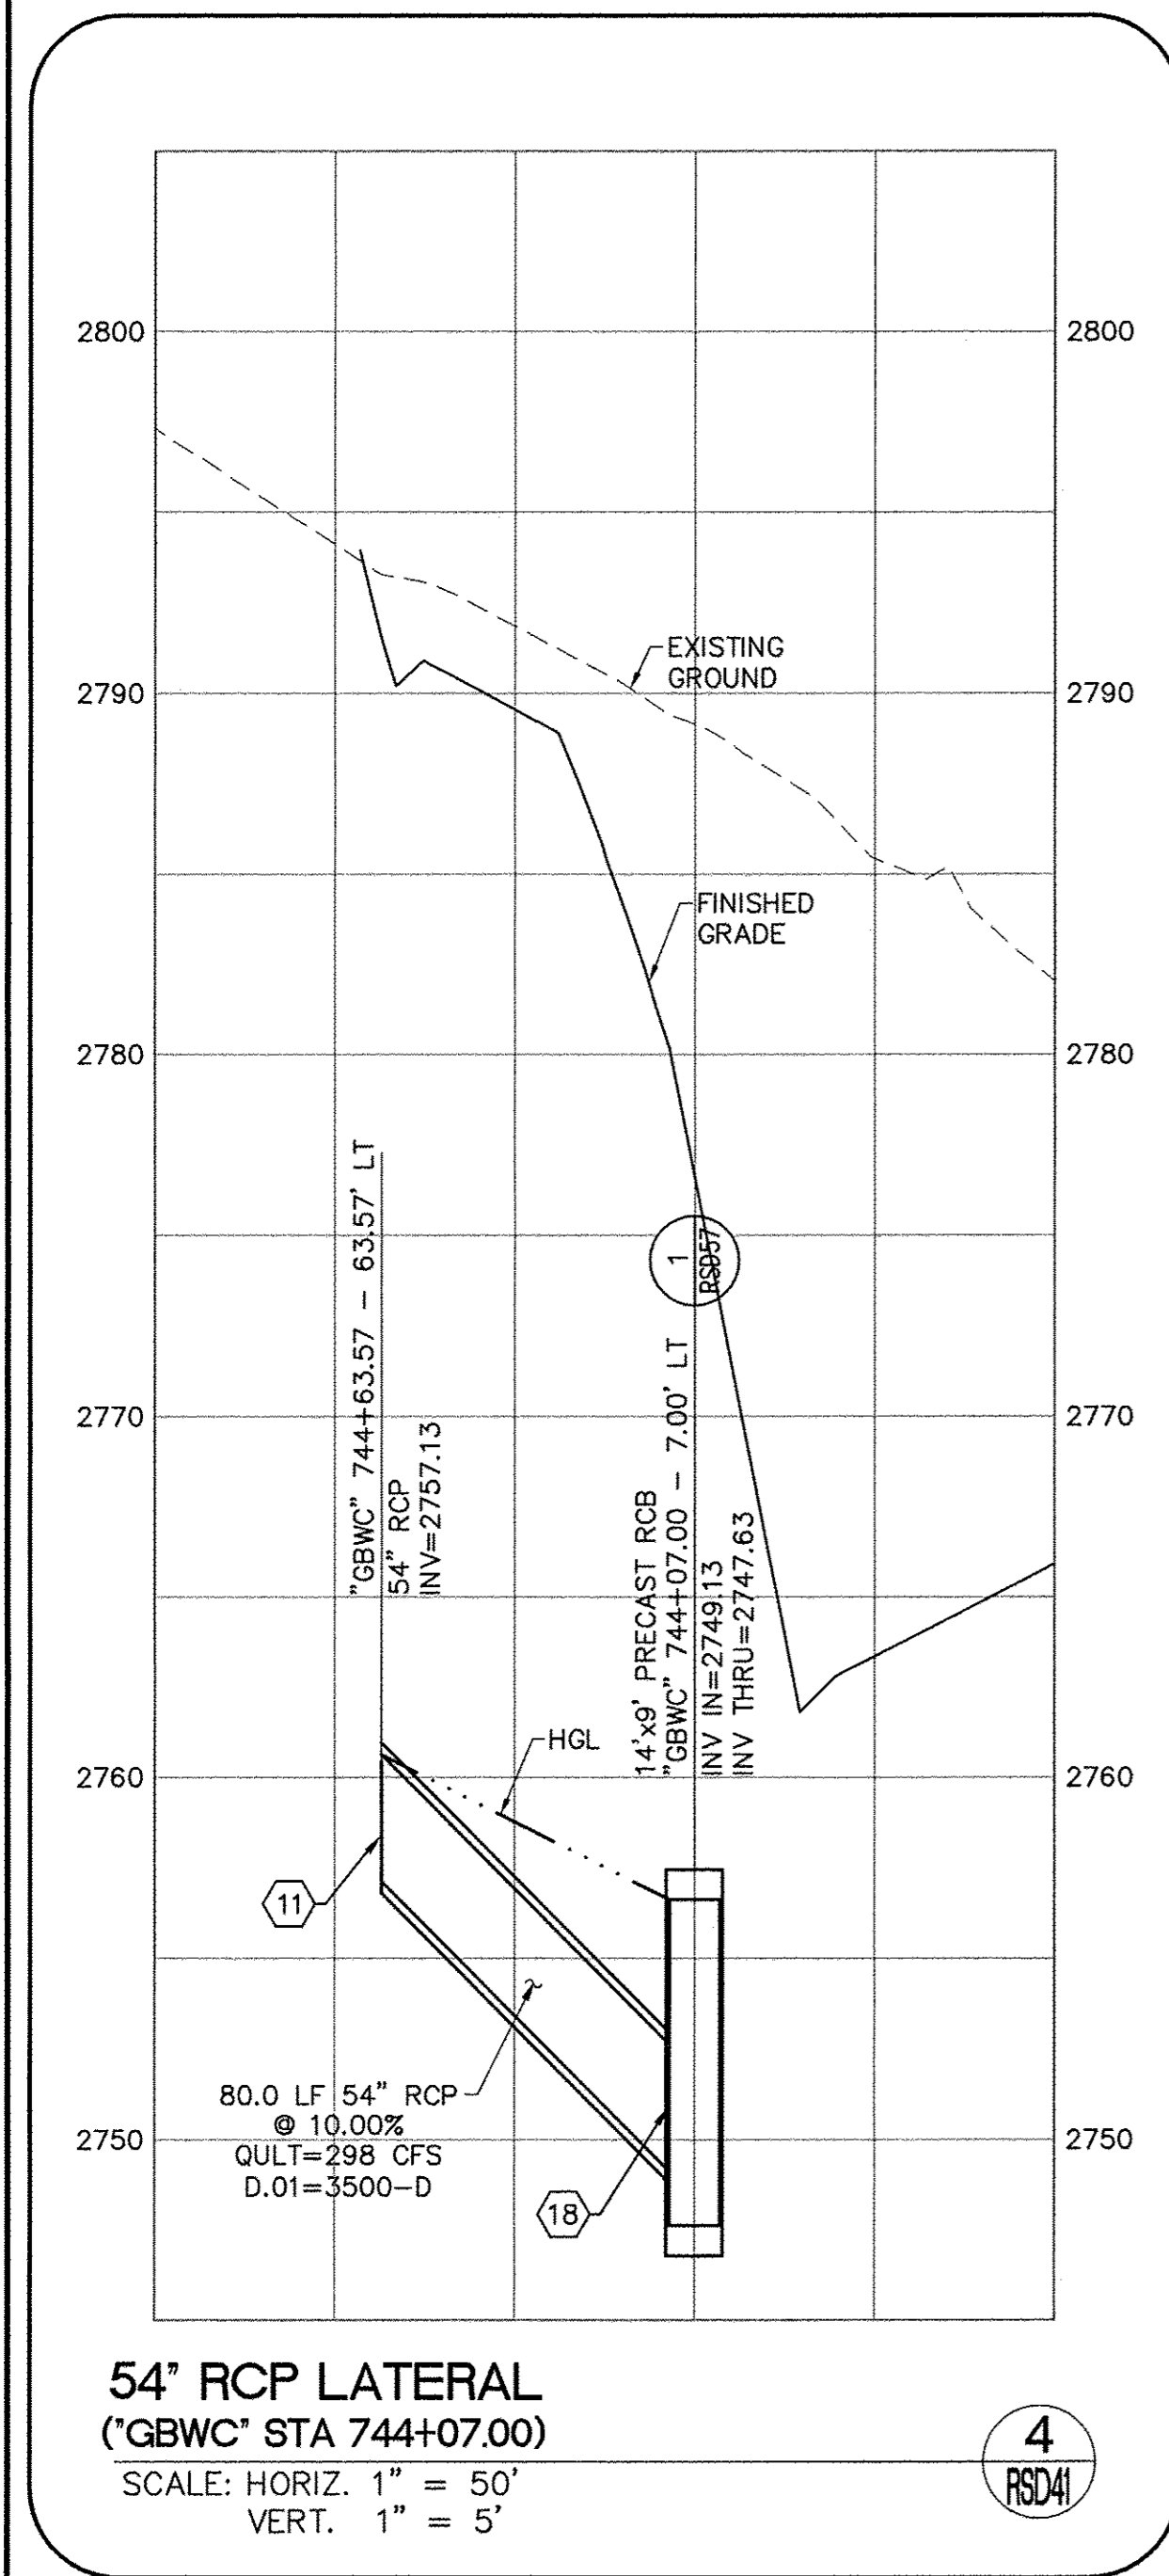 2800
2800
EXISTING
GROUND
2790
2790
FINISHED
GRADE
2780
2780
"GBWC" 744+63.57 - 63.57' LT
54" RCP
INV=2757.13
1
RSD57
2770
2770
14'x9' PRECAST RCB
"GBWC" 744+07.00 - 7.00' LT
INV IN=2749.13
INV THRU=2747.63
HGL
2760
2760
11
80.0 LF 54" RCP
@ 10.00%
QULT=298 CFS
D.01=3500-D
2750
2750
18
54" RCP LATERAL
("GBWC" STA 744+07.00)
SCALE: HORIZ. 1" = 50'
VERT. 1" = 5'
4
RSD41